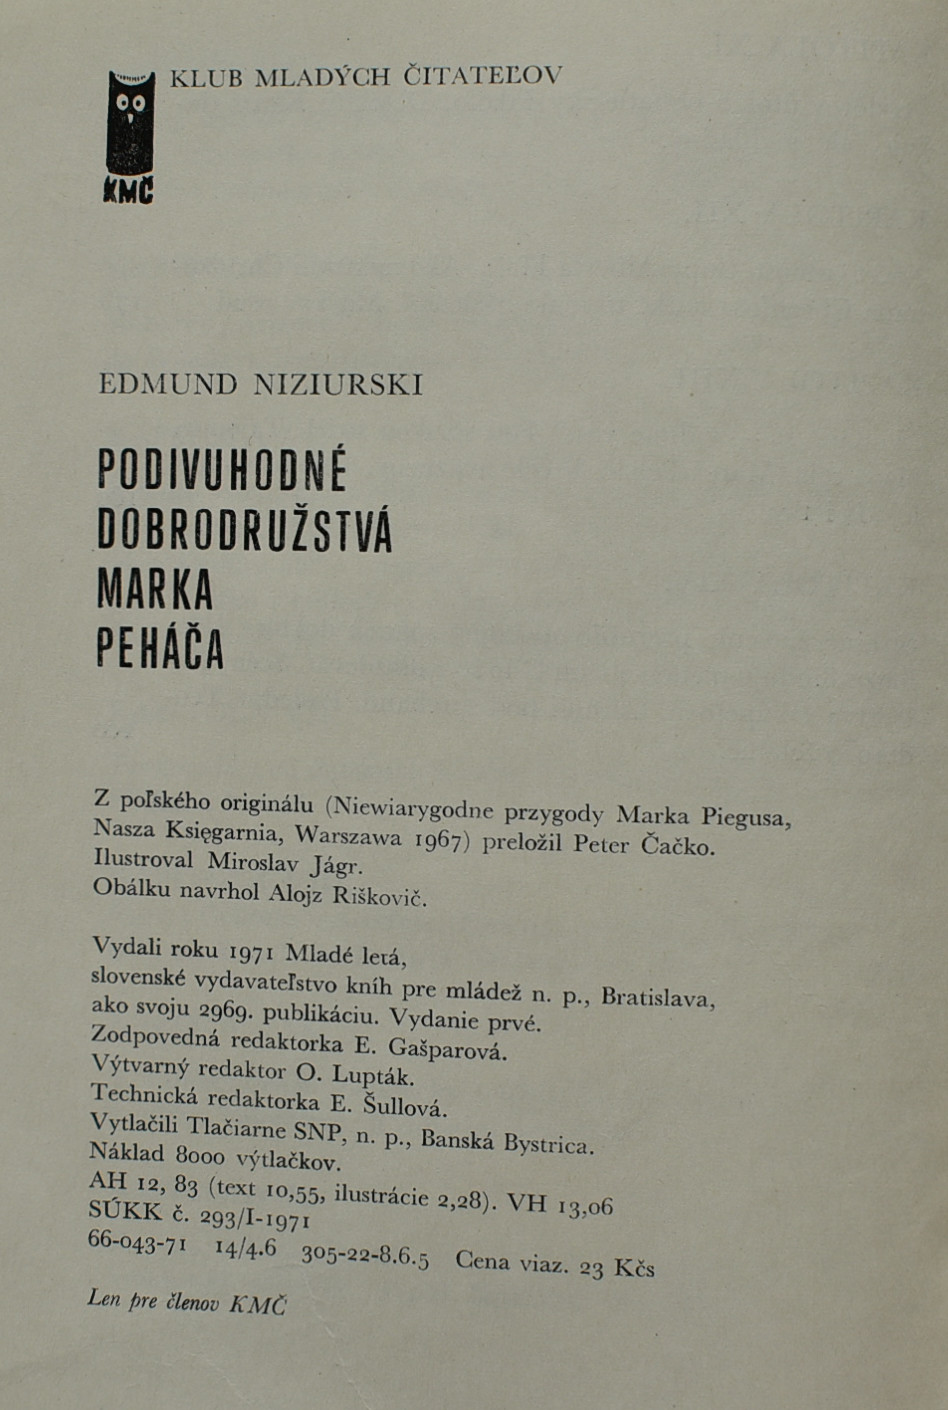 KLUB MLADÝCH ČITATEĽOV
KMČ
EDMUND NIZIURSKI
PODIVUHODNÉ
DOBRODRUŽSTVÁ
MARKA
PEHÁČA
Z poľského originálu (Niewiarygodne przygody Marka Piegusa,
Nasza Księgarnia, Warszawa 1967) preložil Peter Čačko.
Ilustroval Miroslav Jágr.
Obálku navrhol Alojz Riškovič.
Vydali roku 1971 Mladé letá,
slovenské vydavateľstvo kníh pre mládež n. p., Bratislava,
ako svoju 2969. publikáciu. Vydanie prvé.
Zodpovedná redaktorka E. Gašparová.
Výtvarný redaktor O. Lupták.
Technická redaktorka E. Šullová.
Vytlačili Tlačiarne SNP, n. p., Banská Bystrica.
Náklad 8000 výtlačkov.
AH 12, 83 (text 10,55, ilustrácie 2,28). VH 13,06
SÚKK č. 293/I-1971
66-043-71 14/4.6 305-22-8.6.5 Cena viaz. 23 Kčs
Len pre členov KMČ